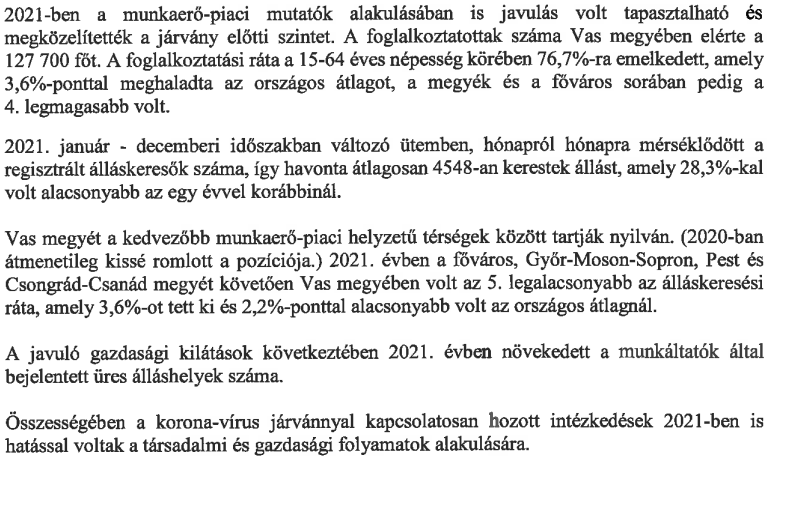 2021-ben a munkaerő-piaci mutatók alakulásában is javulás volt tapasztalható és
megközelítették a járvány előtti szintet. A foglalkoztatottak száma Vas megyében elérte a
127 700 főt. A foglalkoztatási ráta a 15-64 éves népesség körében 76,7%-ra emelkedett, amely
3,6%-ponttal meghaladta az országos átlagot, a megyék és a főváros sorában pedig a
4. legmagasabb volt.
2021. január - decemberi időszakban változó ütemben, hónapról hónapra mérséklődött a
regisztrált álláskeresők száma, így havonta átlagosan 4548-an kerestek állást, amely 28,3%-kal
volt alacsonyabb az egy évvel korábbinál.
Vas megyét a kedvezőbb munkaerő-piaci helyzetű térségek között tartják nyilván. (2020-ban
átmenetileg kissé romlott a pozíciója.) 2021. évben a főváros, Győr-Moson-Sopron, Pest és
Csongrád-Csanád megyét követően Vas megyében volt az 5. legalacsonyabb az álláskeresési
ráta, amely 3,6%-ot tett ki és 2,2%-ponttal alacsonyabb volt az országos átlagnál.
A javuló gazdasági kilátások következtében 2021. évben növekedett a munkáltatók által
bejelentett üres álláshelyek száma.
Összességében a korona-vírus járvánnyal kapcsolatosan hozott intézkedések 2021-ben is
hatással voltak a társadalmi és gazdasági folyamatok alakulására.